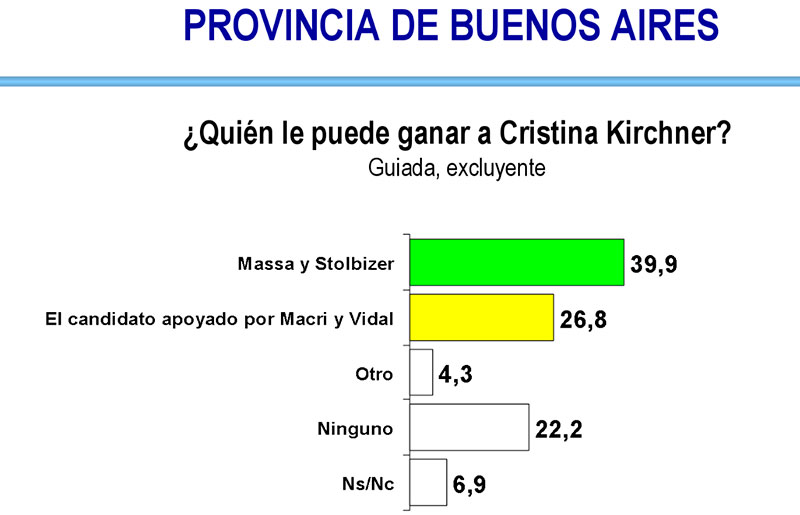 PROVINCIA DE BUENOS AIRES
¿Quién le puede ganar a Cristina Kirchner?
Guiada, excluyente
Massa y Stolbizer 39,9
El candidato apoyado por Macri y Vidal 26,8
Otro 4,3
Ninguno 22,2
Ns/Nc 6,9